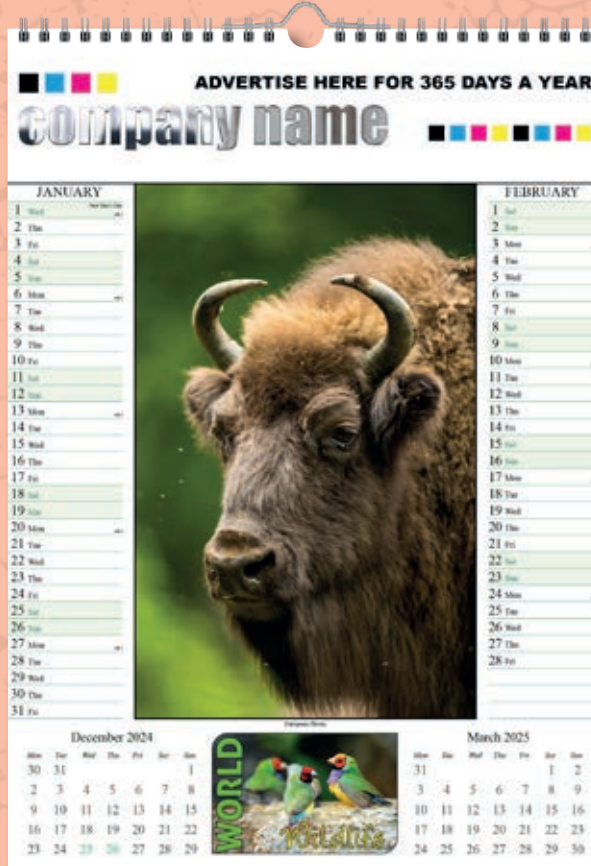 ADVERTISE HERE FOR 365 DAYS A YEAR
company name
JANUARY
1 Wed New Year's Day
2 Thu
3 Fri
4 Sat
5 Sun
6 Mon
7 Tue
8 Wed
9 Thu
10 Fri
11 Sat
12 Sun
13 Mon
14 Tue
15 Wed
16 Thu
17 Fri
18 Sat
19 Sun
20 Mon
21 Tue
22 Wed
23 Thu
24 Fri
25 Sat
26 Sun
27 Mon
28 Tue
29 Wed
30 Thu
31 Fri
FEBRUARY
1 Sat
2 Sun
3 Mon
4 Tue
5 Wed
6 Thu
7 Fri
8 Sat
9 Sun
10 Mon
11 Tue
12 Wed
13 Thu
14 Fri
15 Sat
16 Sun
17 Mon
18 Tue
19 Wed
20 Thu
21 Fri
22 Sat
23 Sun
24 Mon
25 Tue
26 Wed
27 Thu
28 Fri
European Bison
December 2024
Mon Tue Wed Thu Fri Sat Sun
30 31 1
2 3 4 5 6 7 8
9 10 11 12 13 14 15
16 17 18 19 20 21 22
23 24 25 26 27 28 29
WORLD
Wildlife
March 2025
Mon Tue Wed Thu Fri Sat Sun
31 1 2
3 4 5 6 7 8 9
10 11 12 13 14 15 16
17 18 19 20 21 22 23
24 25 26 27 28 29 30